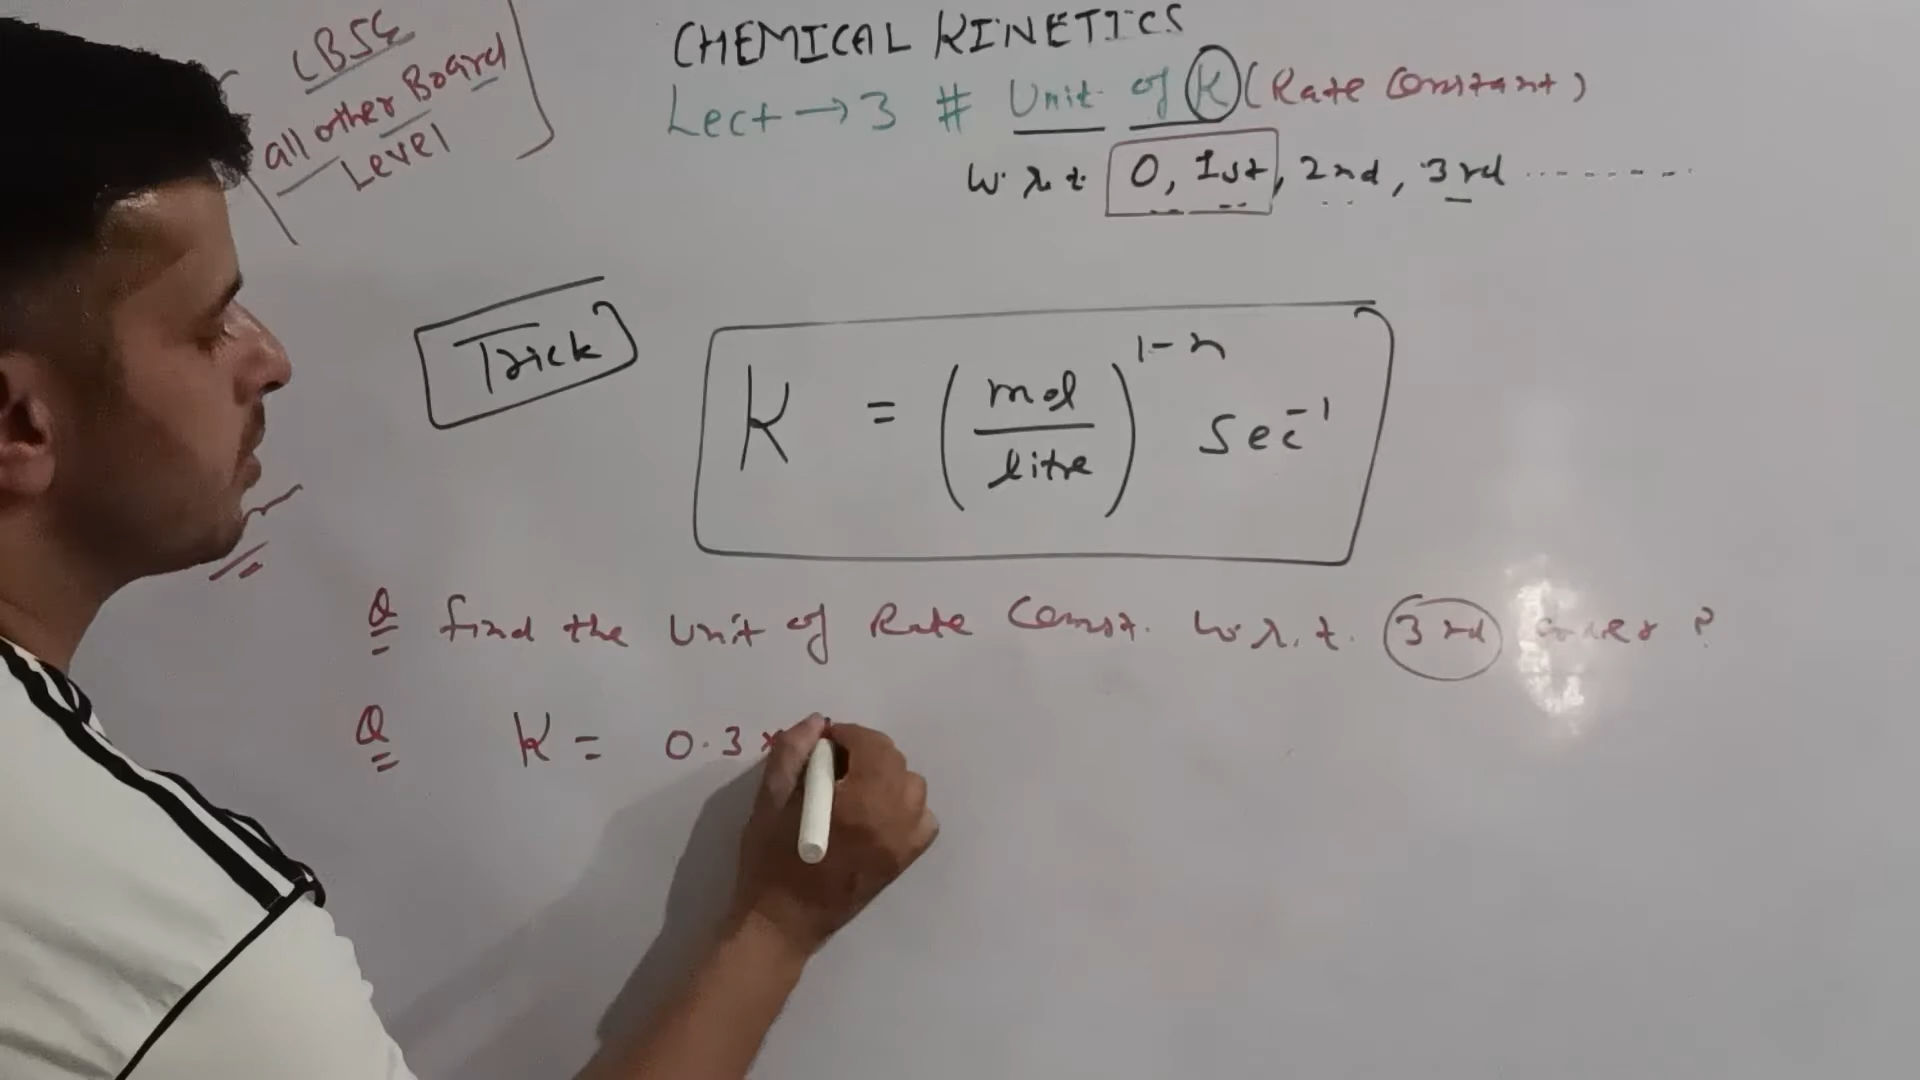 CBSE
all other Board
Level
CHEMICAL KINETICS
Lect → 3 # Unit of K (Rate Constant)
w.r.t 0, 1st, 2nd, 3rd ........
Trick
K = (mol/litre)^1-n Sec^-1
Q find the Unit of Rate Const. w.r.t. 3rd order ?
Q K = 0.3 ×